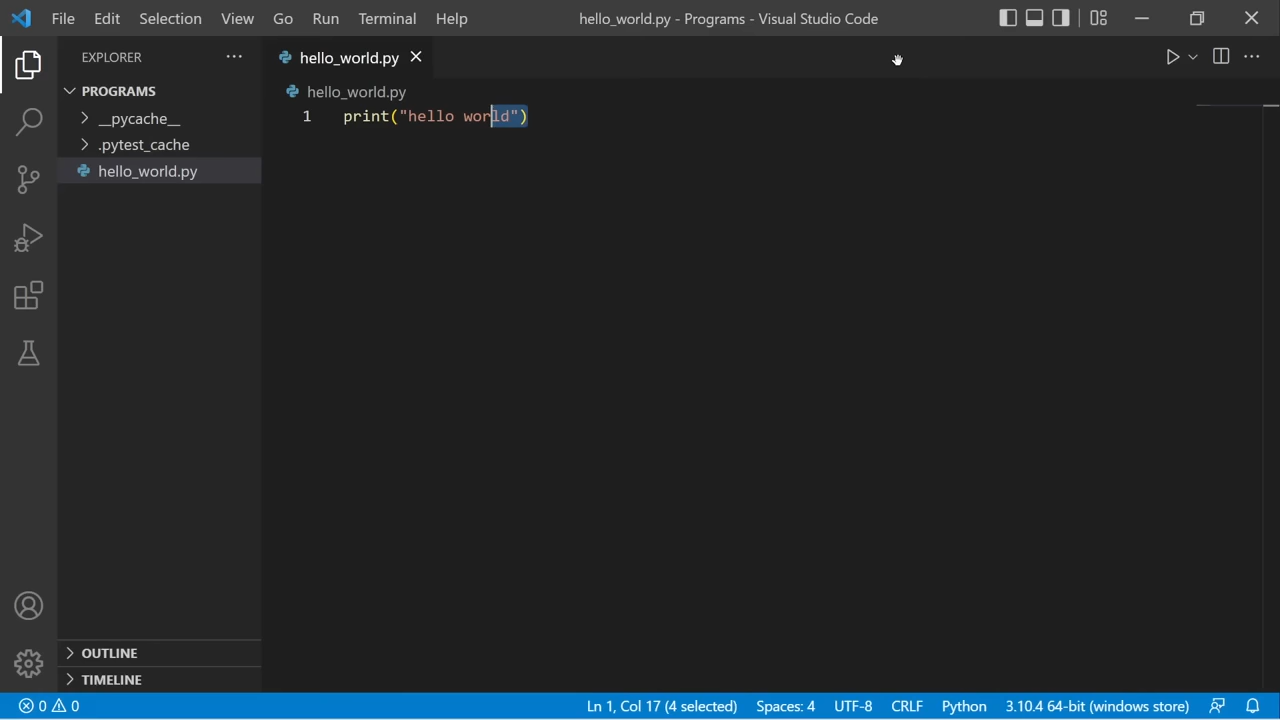 File Edit Selection View Go Run Terminal Help
hello_world.py - Programs - Visual Studio Code
EXPLORER
hello_world.py
PROGRAMS
__pycache__
.pytest_cache
hello_world.py
hello_world.py
1 print("hello world")
OUTLINE
TIMELINE
0 0
Ln 1, Col 17 (4 selected) Spaces: 4 UTF-8 CRLF Python 3.10.4 64-bit (windows store)